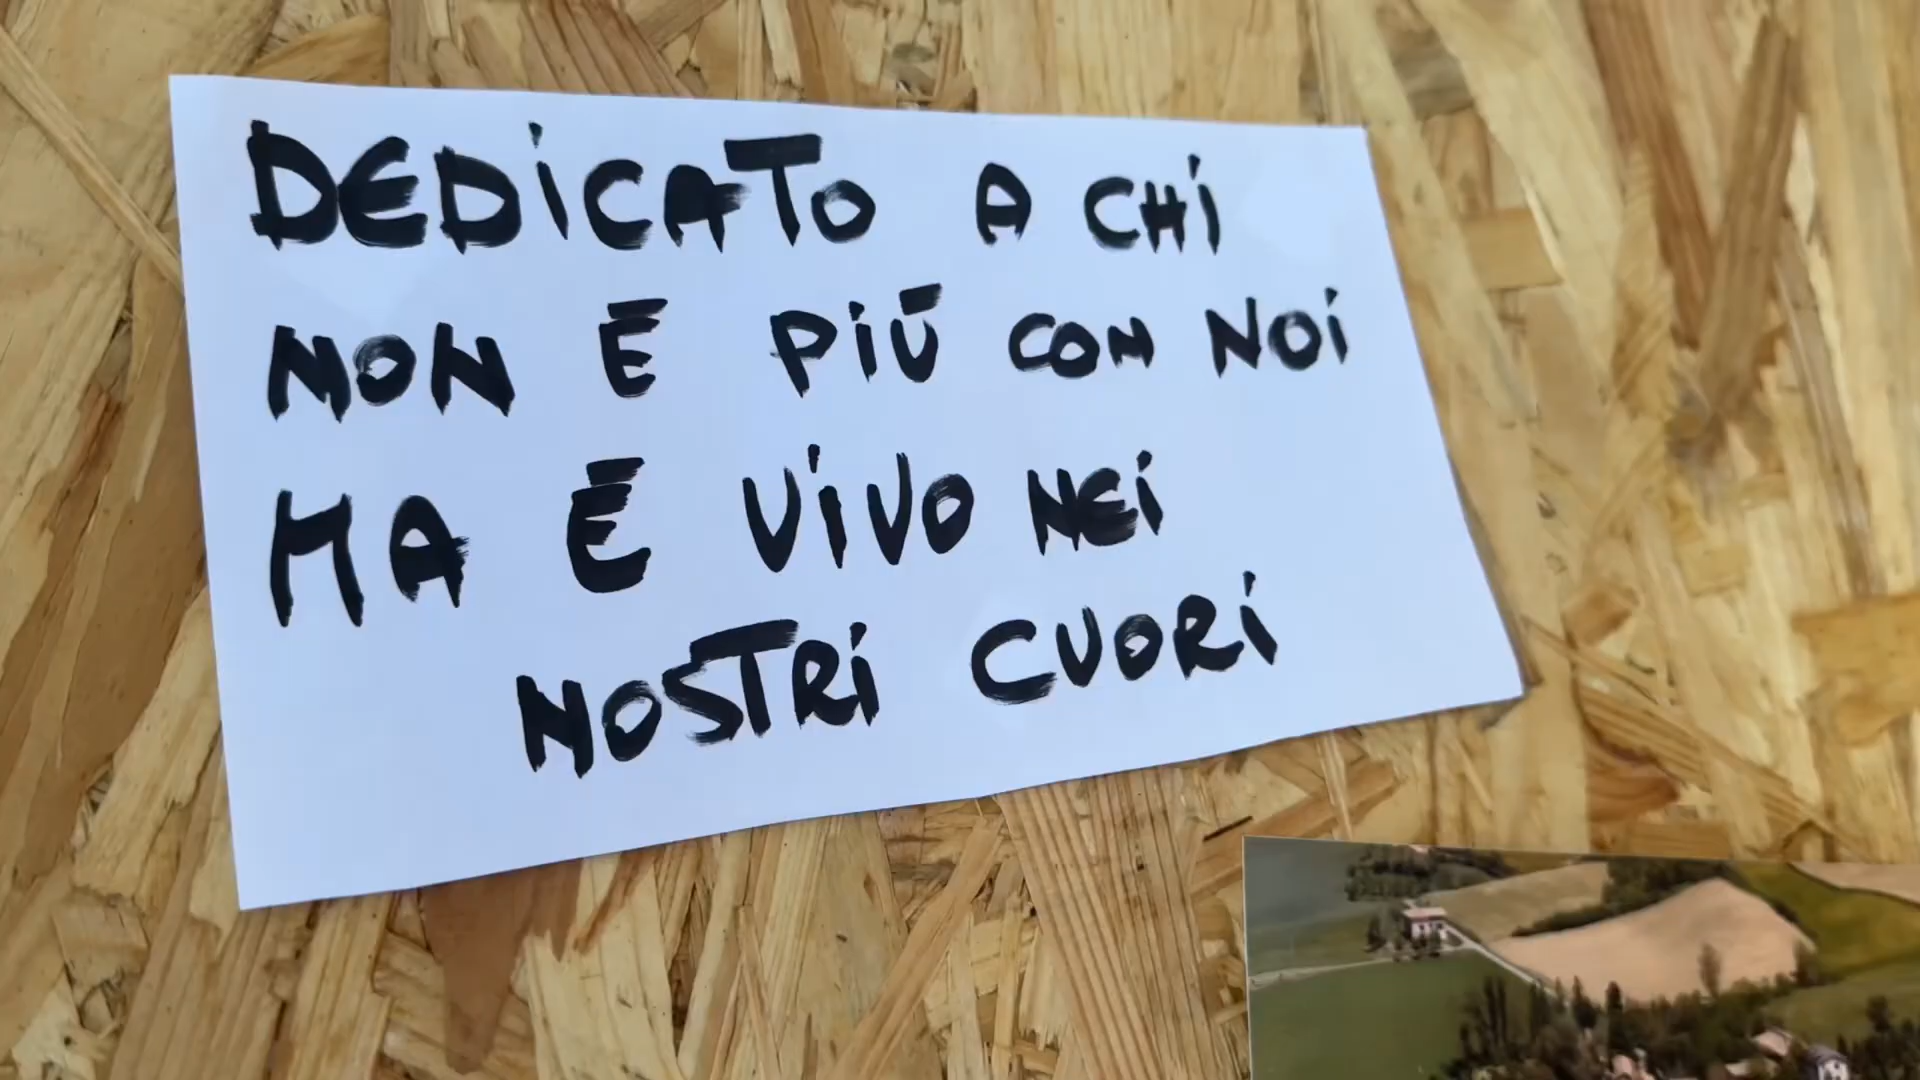 DEDICATO A CHI
NON È PIÙ CON NOI
MA È VIVO NEI
NOSTRI CUORI